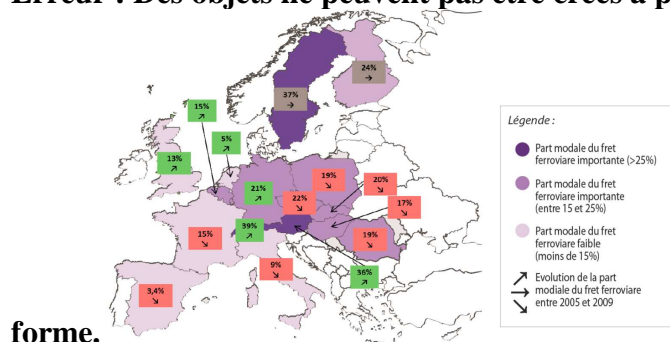 Erreur ! Des objets ne peuvent pas être créés à p
37%
24%
15%
5%
13%
19%
20%
21%
22%
17%
39%
15%
19%
9%
36%
3,4%
Légende :
Part modale du fret
ferroviaire importante (>25%)
Part modale du fret
ferroviaire importante
(entre 15 et 25%)
Part modale du fret
ferroviaire faible
(moins de 15%)
Evolution de la part
modiale du fret ferroviaire
entre 2005 et 2009
forme.